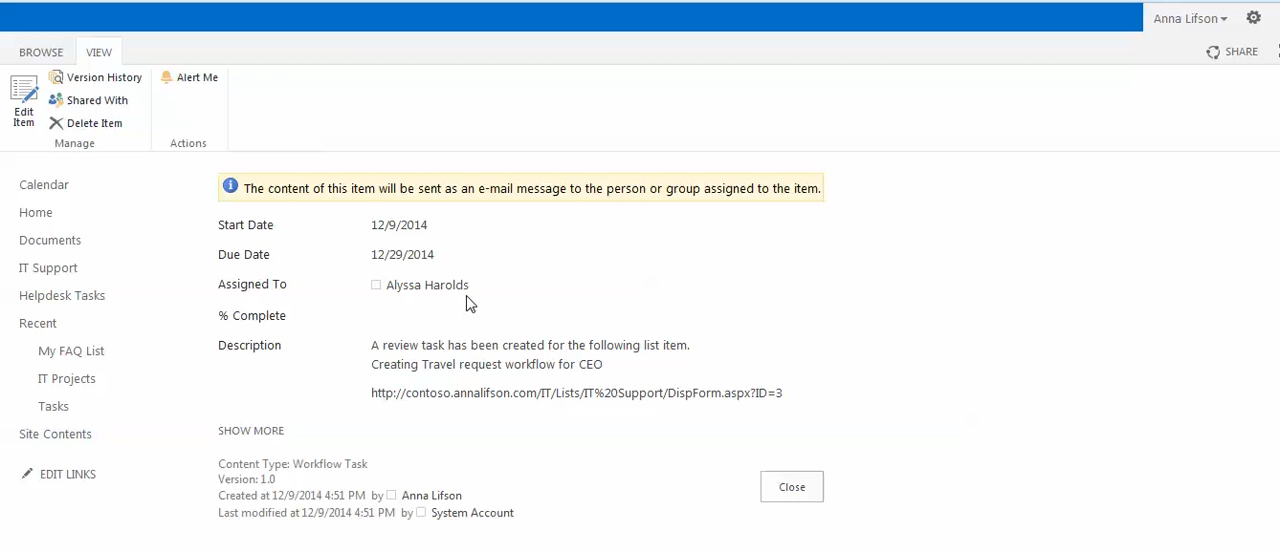 Anna Lifson
BROWSE VIEW SHARE
Edit Item
Version History
Shared With
Delete Item
Manage
Alert Me
Actions
Calendar
Home
Documents
IT Support
Helpdesk Tasks
Recent
My FAQ List
IT Projects
Tasks
Site Contents
EDIT LINKS
The content of this item will be sent as an e-mail message to the person or group assigned to the item.
Start Date 12/9/2014
Due Date 12/29/2014
Assigned To Alyssa Harolds
% Complete
Description A review task has been created for the following list item.
Creating Travel request workflow for CEO
http://contoso.annalifson.com/IT/Lists/IT%20Support/DispForm.aspx?ID=3
SHOW MORE
Content Type: Workflow Task
Version: 1.0
Created at 12/9/2014 4:51 PM by Anna Lifson
Last modified at 12/9/2014 4:51 PM by System Account
Close